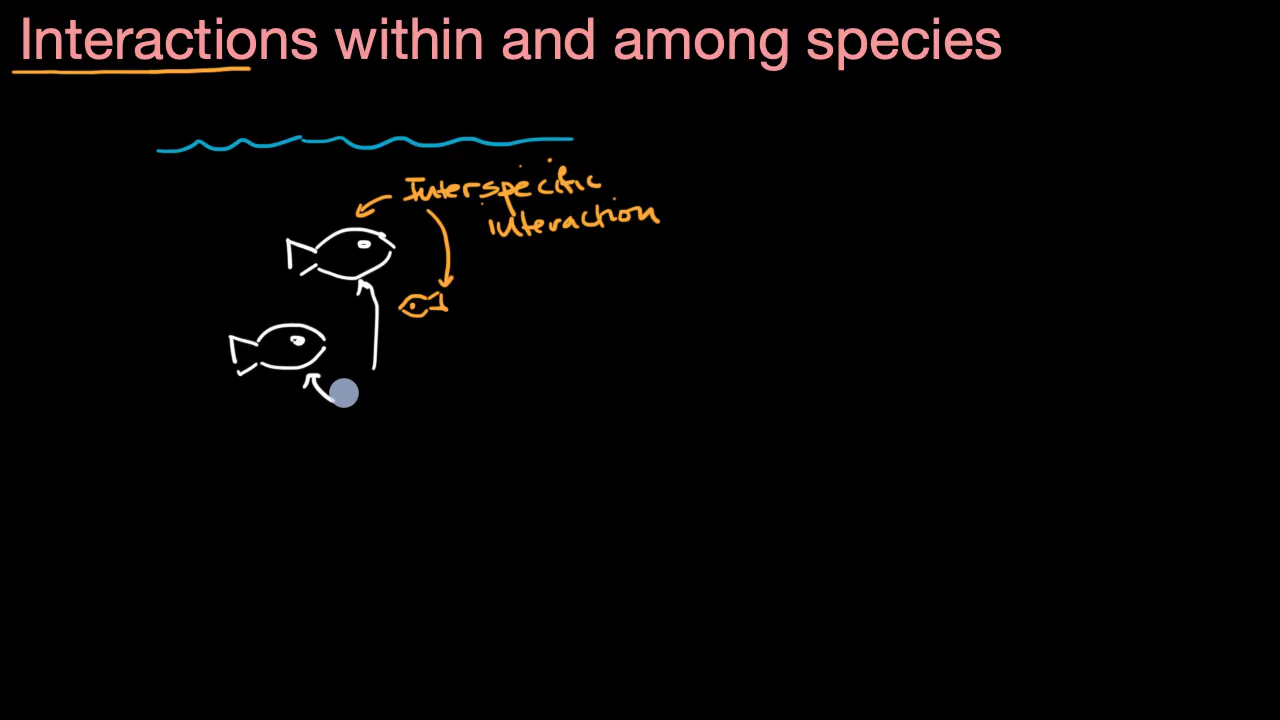 Interactions within and among species
Interspecific
interaction